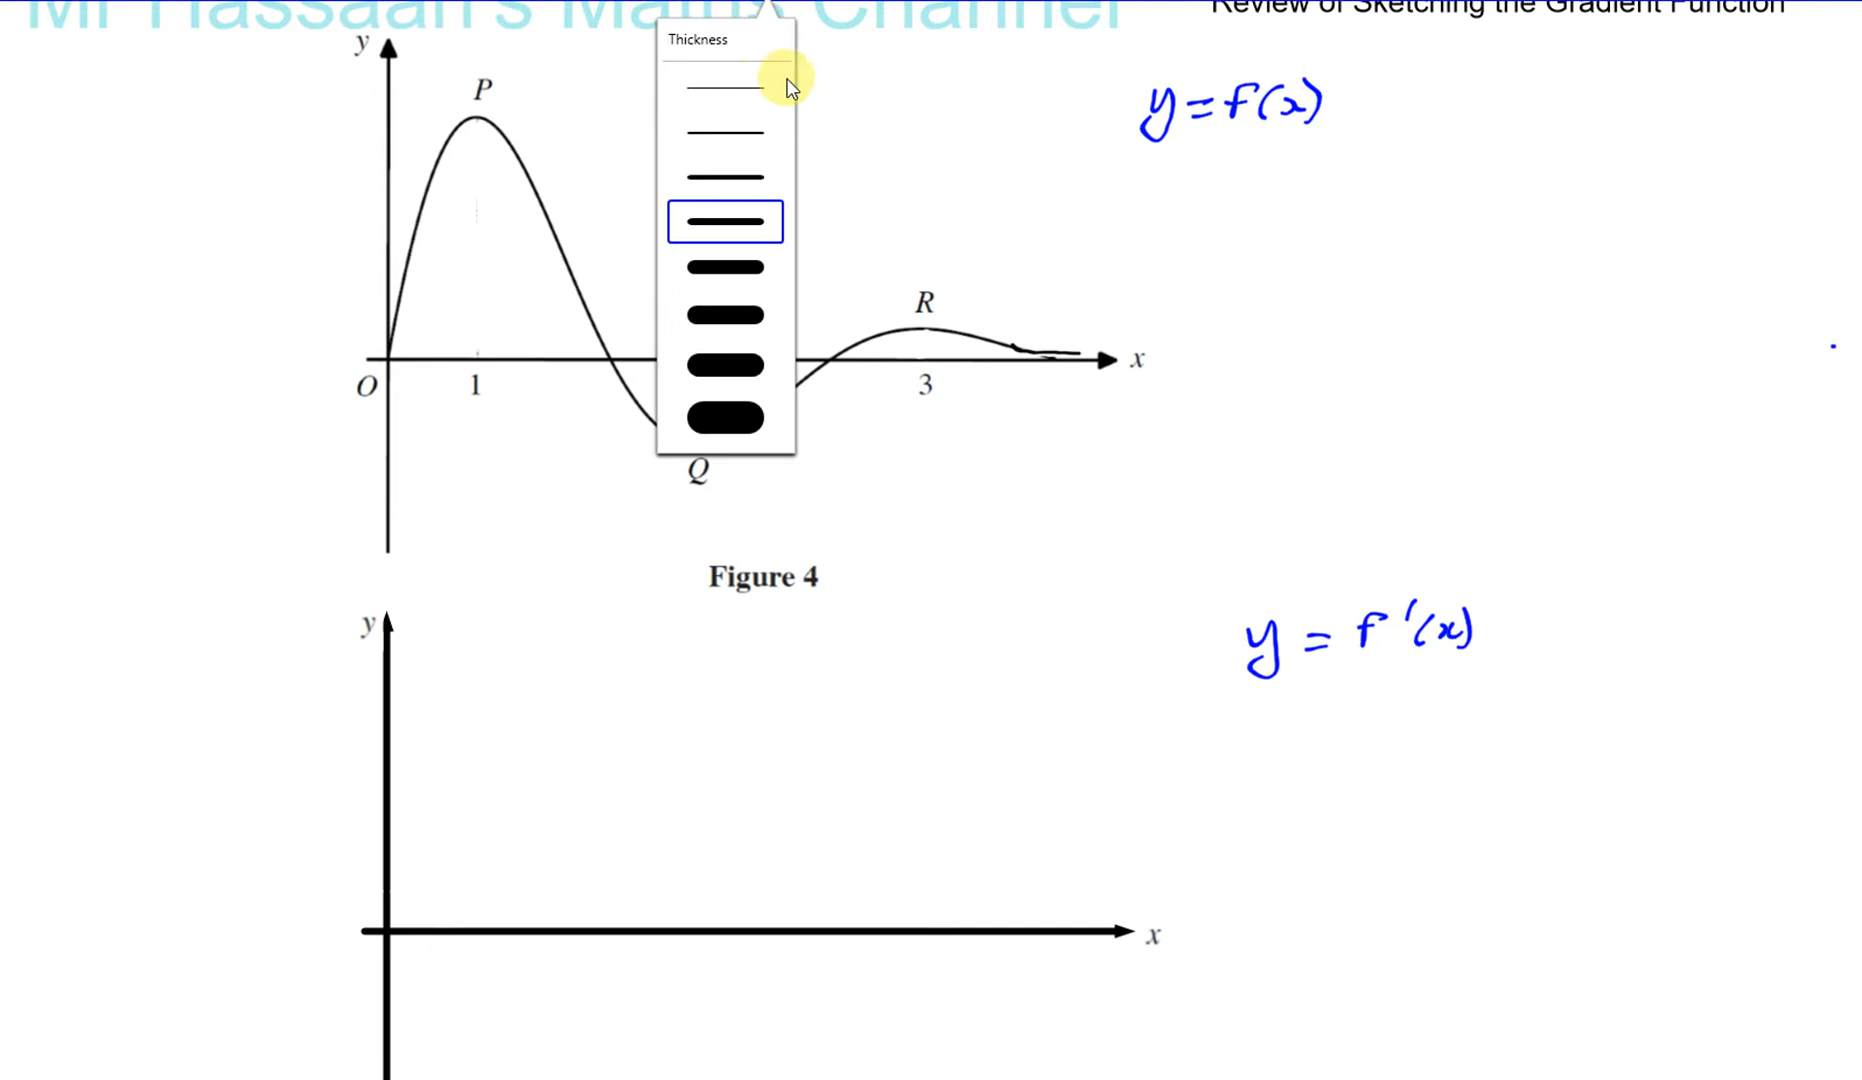 Mr Hassaan's Maths Channel
Review of Sketching the Gradient Function
Thickness
y
P
y=f(x)
R
x
O
1
3
Q
Figure 4
y
y = f'(x)
x